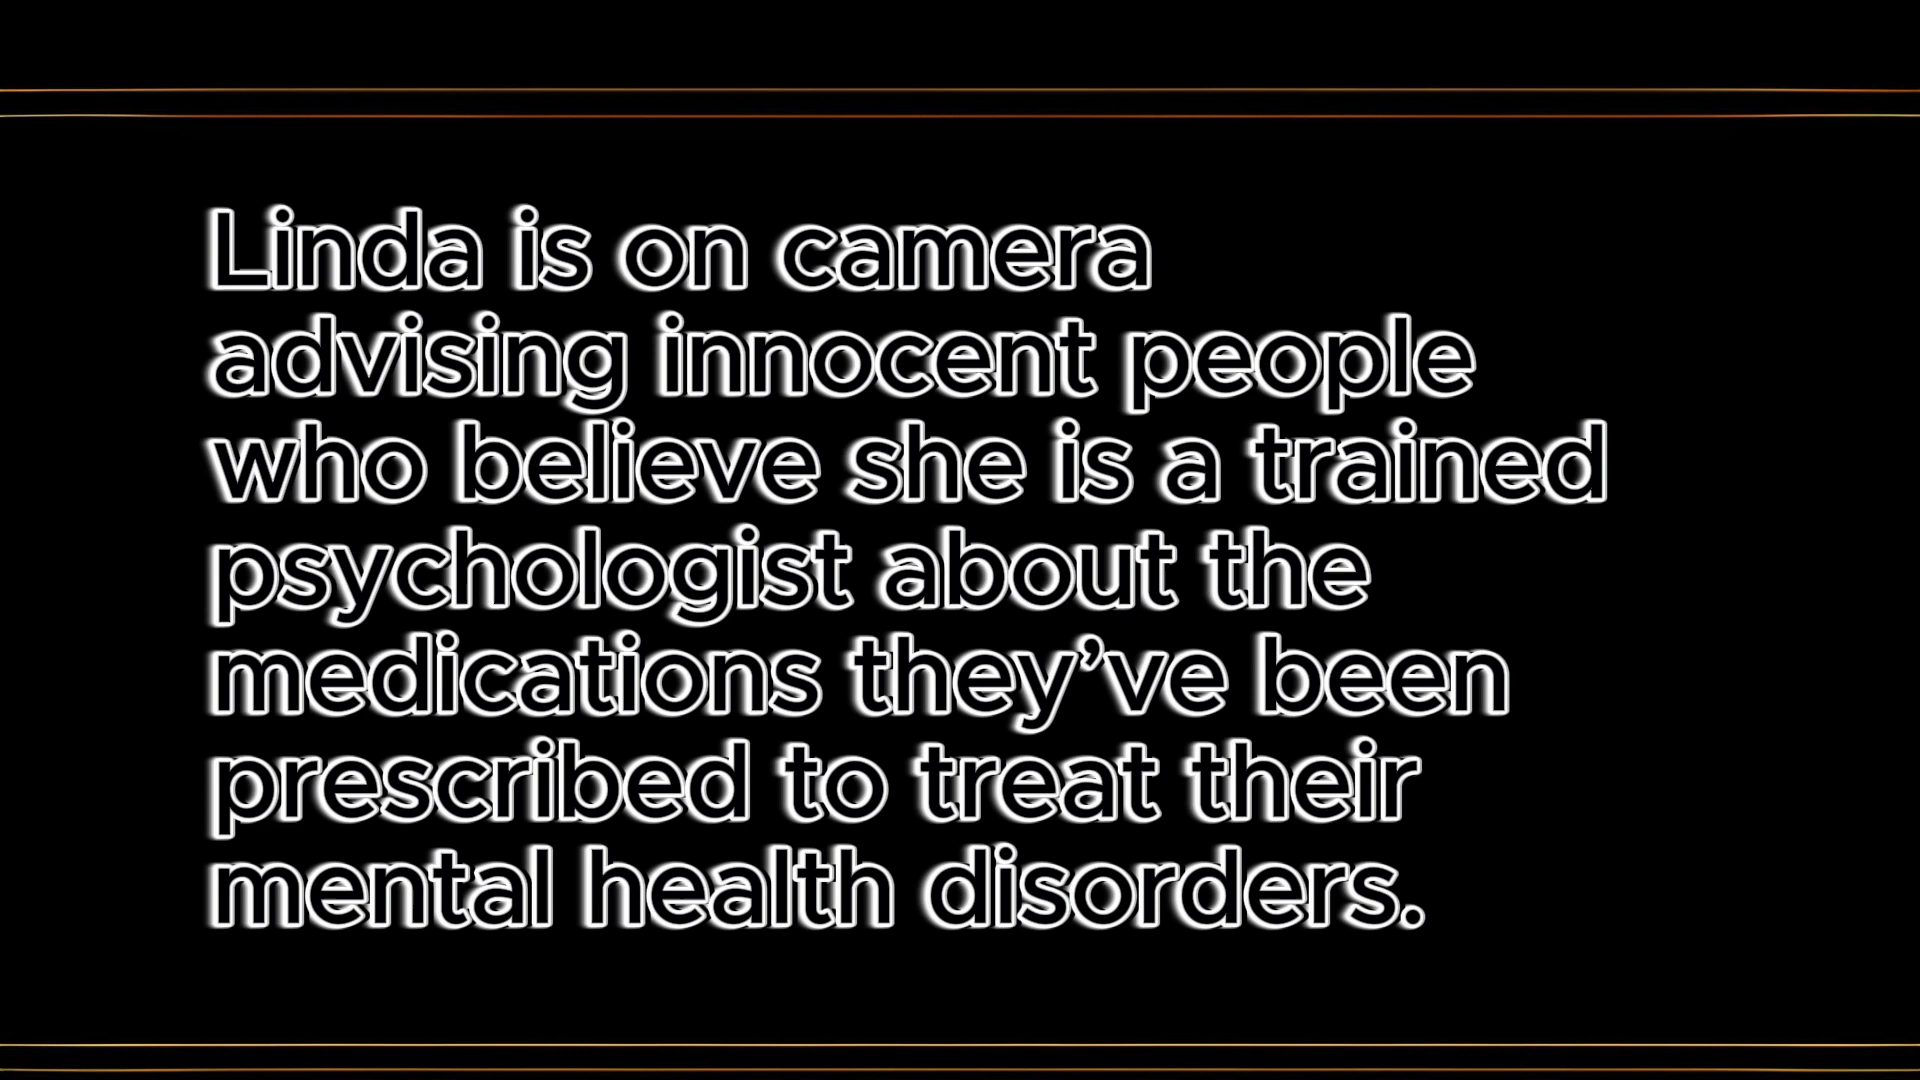 Linda is on camera
advising innocent people
who believe she is a trained
psychologist about the
medications they’ve been
prescribed to treat their
mental health disorders.